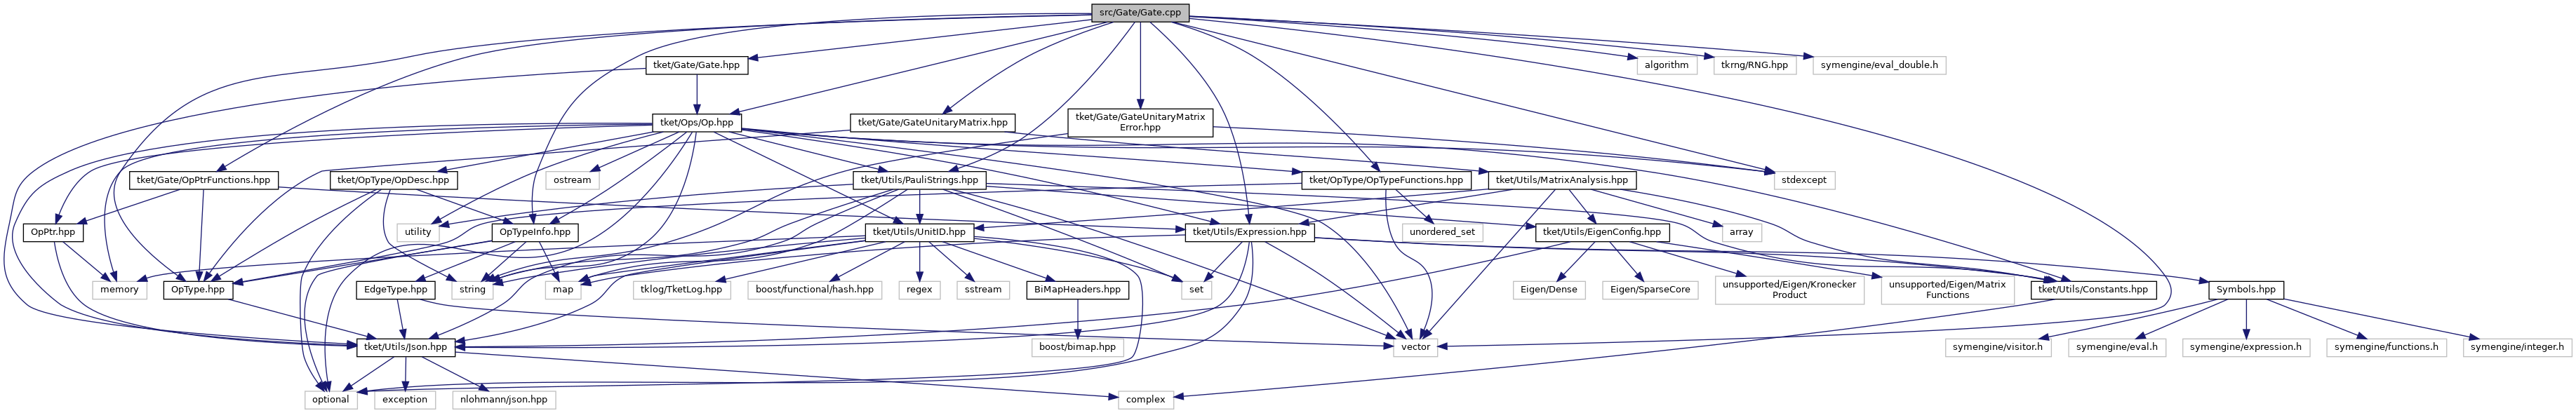 src/Gate/Gate.cpp
tket/Gate/Gate.hpp
algorithm
tkrng/RNG.hpp
symengine/eval_double.h
tket/Ops/Op.hpp
tket/Gate/GateUnitaryMatrix.hpp
tket/Gate/GateUnitaryMatrix
Error.hpp
tket/Gate/OpPtrFunctions.hpp
tket/OpType/OpDesc.hpp
ostream
tket/Utils/PauliStrings.hpp
tket/OpType/OpTypeFunctions.hpp
tket/Utils/MatrixAnalysis.hpp
stdexcept
OpPtr.hpp
utility
OpTypeInfo.hpp
tket/Utils/UnitID.hpp
tket/Utils/Expression.hpp
unordered_set
tket/Utils/EigenConfig.hpp
array
memory
OpType.hpp
EdgeType.hpp
string
map
tklog/TketLog.hpp
boost/functional/hash.hpp
regex
sstream
BiMapHeaders.hpp
set
Eigen/Dense
Eigen/SparseCore
unsupported/Eigen/Kronecker
Product
unsupported/Eigen/Matrix
Functions
tket/Utils/Constants.hpp
Symbols.hpp
tket/Utils/Json.hpp
boost/bimap.hpp
vector
symengine/visitor.h
symengine/eval.h
symengine/expression.h
symengine/functions.h
symengine/integer.h
optional
exception
nlohmann/json.hpp
complex